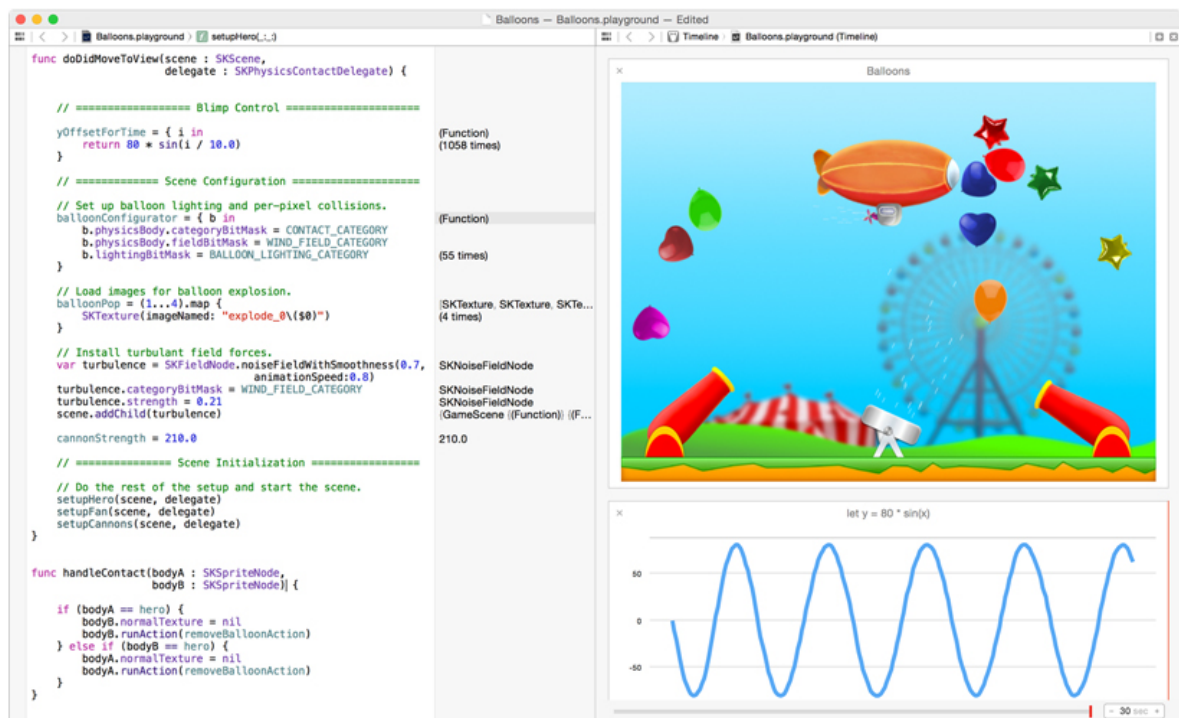 Balloons — Balloons.playground — Edited
Balloons.playground setupHero(_:_:)
Timeline Balloons.playground (Timeline)
func doDidMoveToView(scene : SKScene,
delegate : SKPhysicsContactDelegate) {
// ================== Blimp Control =====================
yOffsetForTime = { i in
return 80 * sin(i / 10.0)
}
// ============= Scene Configuration ====================
// Set up balloon lighting and per-pixel collisions.
balloonConfigurator = { b in
b.physicsBody.categoryBitMask = CONTACT_CATEGORY
b.physicsBody.fieldBitMask = WIND_FIELD_CATEGORY
b.lightingBitMask = BALLOON_LIGHTING_CATEGORY
}
// Load images for balloon explosion.
balloonPop = (1...4).map {
SKTexture(imageNamed: "explode_0\($0)")
}
// Install turbulant field forces.
var turbulence = SKFieldNode.noiseFieldWithSmoothness(0.7,
animationSpeed:0.8)
turbulence.categoryBitMask = WIND_FIELD_CATEGORY
turbulence.strength = 0.21
scene.addChild(turbulence)
cannonStrength = 210.0
// =============== Scene Initialization =================
// Do the rest of the setup and start the scene.
setupHero(scene, delegate)
setupFan(scene, delegate)
setupCannons(scene, delegate)
}
func handleContact(bodyA : SKSpriteNode,
bodyB : SKSpriteNode) {
if (bodyA == hero) {
bodyB.normalTexture = nil
bodyB.runAction(removeBalloonAction)
} else if (bodyB == hero) {
bodyA.normalTexture = nil
bodyA.runAction(removeBalloonAction)
}
}
(Function)
(1058 times)
(Function)
(55 times)
[SKTexture, SKTexture, SKTe...
(4 times)
SKNoiseFieldNode
SKNoiseFieldNode
SKNoiseFieldNode
{GameScene {(Function)} {(F...
210.0
Balloons
let y = 80 * sin(x)
50
0
-50
- 30 sec +